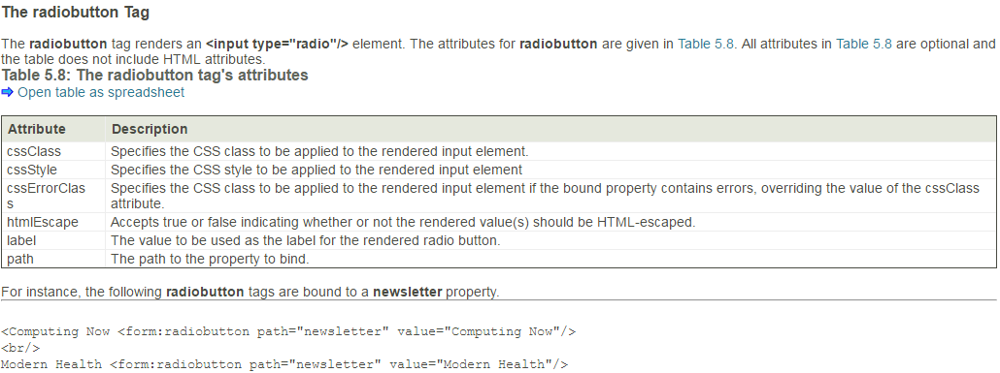 The radiobutton Tag
The radiobutton tag renders an <input type="radio"/> element. The attributes for radiobutton are given in Table 5.8. All attributes in Table 5.8 are optional and
the table does not include HTML attributes.
Table 5.8: The radiobutton tag's attributes
Open table as spreadsheet
Attribute Description
cssClass Specifies the CSS class to be applied to the rendered input element.
cssStyle Specifies the CSS style to be applied to the rendered input element
cssErrorClas Specifies the CSS class to be applied to the rendered input element if the bound property contains errors, overriding the value of the cssClass
s attribute.
htmlEscape Accepts true or false indicating whether or not the rendered value(s) should be HTML-escaped.
label The value to be used as the label for the rendered radio button.
path The path to the property to bind.
For instance, the following radiobutton tags are bound to a newsletter property.
<Computing Now <form:radiobutton path="newsletter" value="Computing Now"/>
<br/>
Modern Health <form:radiobutton path="newsletter" value="Modern Health"/>